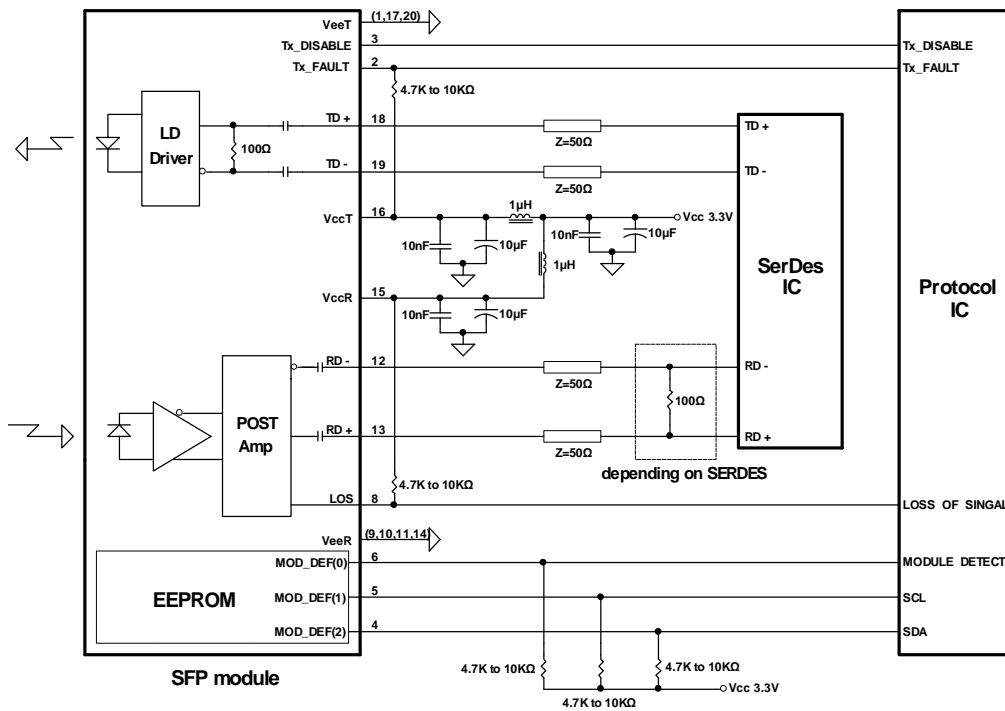 VeeT (1,17,20)
Tx_DISABLE 3 Tx_DISABLE
Tx_FAULT 2 Tx_FAULT
4.7K to 10KΩ
LD
Driver
100Ω
TD + 18 Z=50Ω TD +
TD - 19 Z=50Ω TD -
VccT 16 1µH Vcc 3.3V
10nF 10µF 10nF 10µF
1µH
SerDes
IC
Protocol
IC
VccR 15
10nF 10µF
POST
Amp
RD - 12 Z=50Ω RD -
100Ω
RD + 13 Z=50Ω RD +
depending on SERDES
4.7K to 10KΩ
LOS 8 LOSS OF SINGAL
VeeR (9,10,11,14)
EEPROM
MOD_DEF(0) 6 MODULE DETECT
MOD_DEF(1) 5 SCL
MOD_DEF(2) 4 SDA
4.7K to 10KΩ 4.7K to 10KΩ
4.7K to 10KΩ
Vcc 3.3V
SFP module